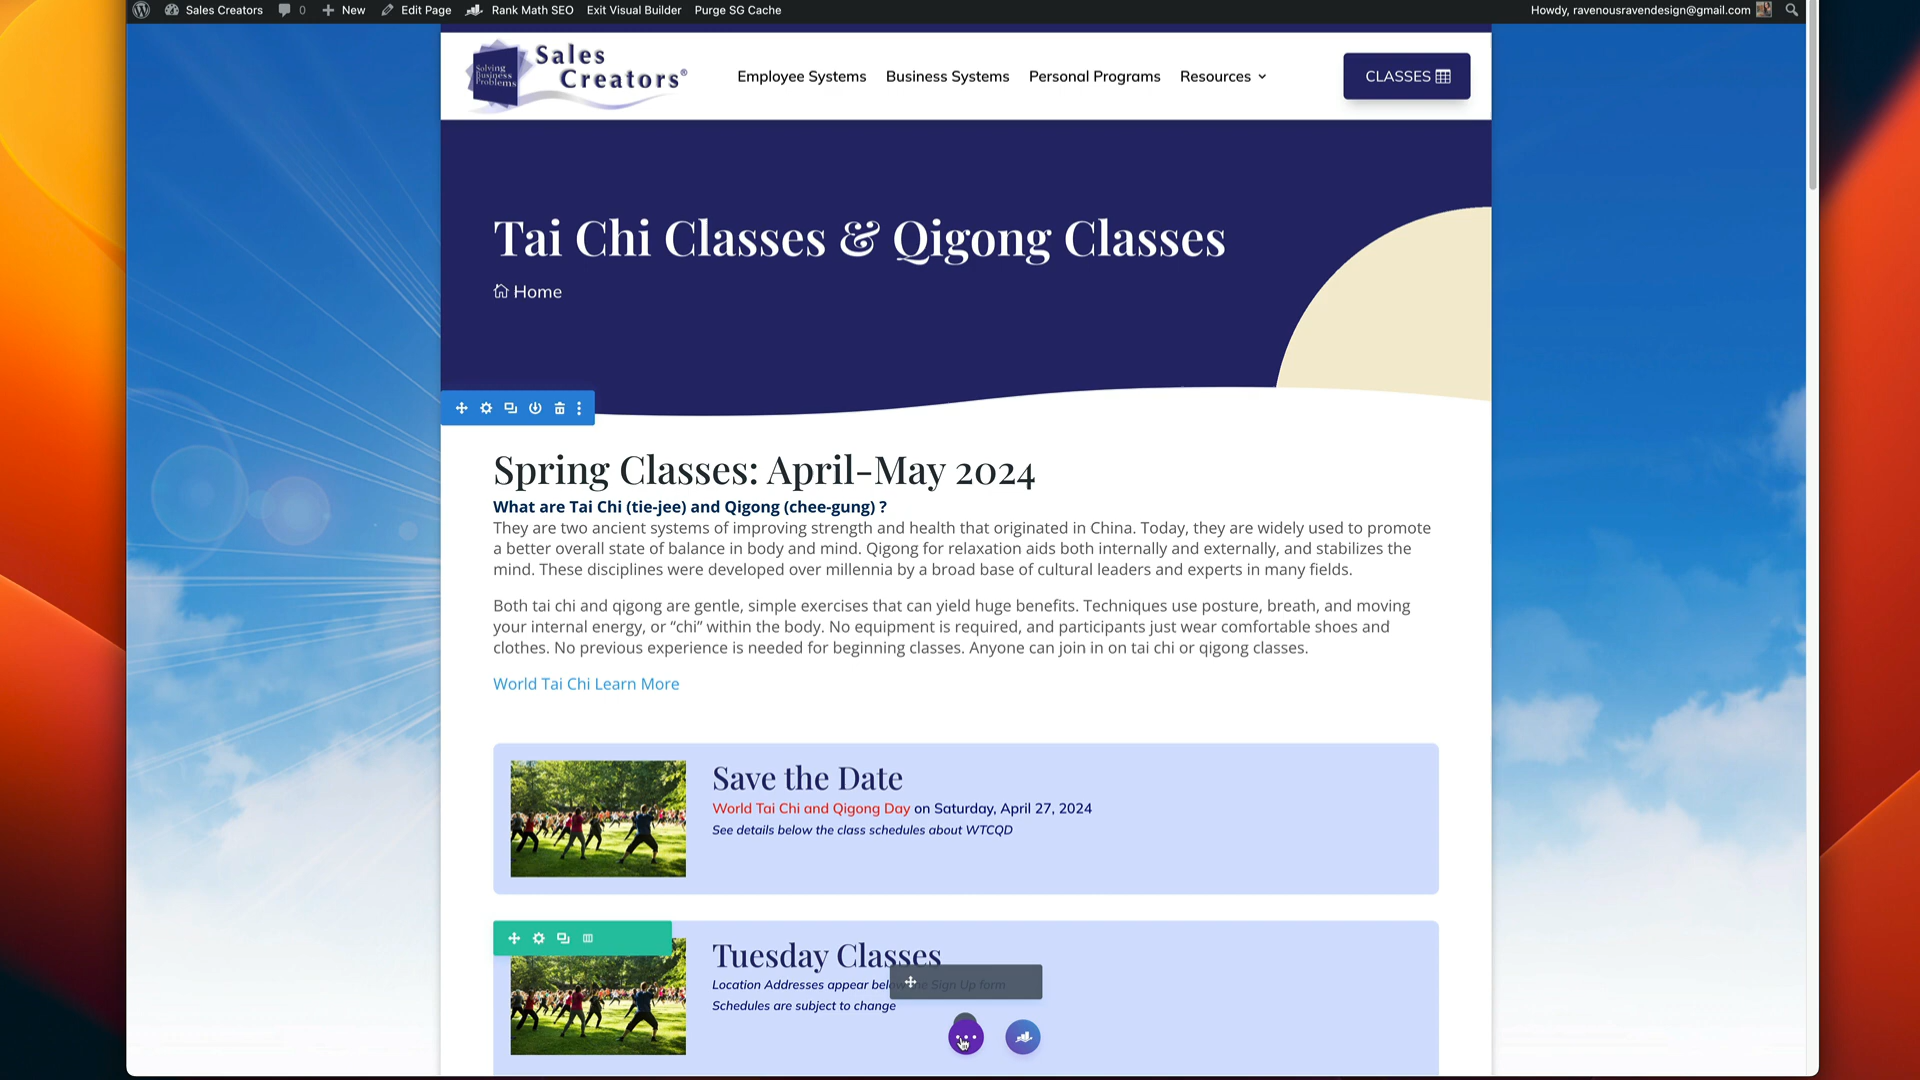 Sales Creators 0 New Edit Page Rank Math SEO Exit Visual Builder Purge SG Cache Howdy, ravenousravendesign@gmail.com
Solving
Business
Problems
Sales
Creators®
Employee Systems Business Systems Personal Programs Resources CLASSES
Tai Chi Classes & Qigong Classes
Home
Spring Classes: April-May 2024
What are Tai Chi (tie-jee) and Qigong (chee-gung) ?
They are two ancient systems of improving strength and health that originated in China. Today, they are widely used to promote
a better overall state of balance in body and mind. Qigong for relaxation aids both internally and externally, and stabilizes the
mind. These disciplines were developed over millennia by a broad base of cultural leaders and experts in many fields.
Both tai chi and qigong are gentle, simple exercises that can yield huge benefits. Techniques use posture, breath, and moving
your internal energy, or “chi” within the body. No equipment is required, and participants just wear comfortable shoes and
clothes. No previous experience is needed for beginning classes. Anyone can join in on tai chi or qigong classes.
World Tai Chi Learn More
Save the Date
World Tai Chi and Qigong Day on Saturday, April 27, 2024
See details below the class schedules about WTCQD
Tuesday Classes
Location Addresses appear below the Sign Up form
Schedules are subject to change